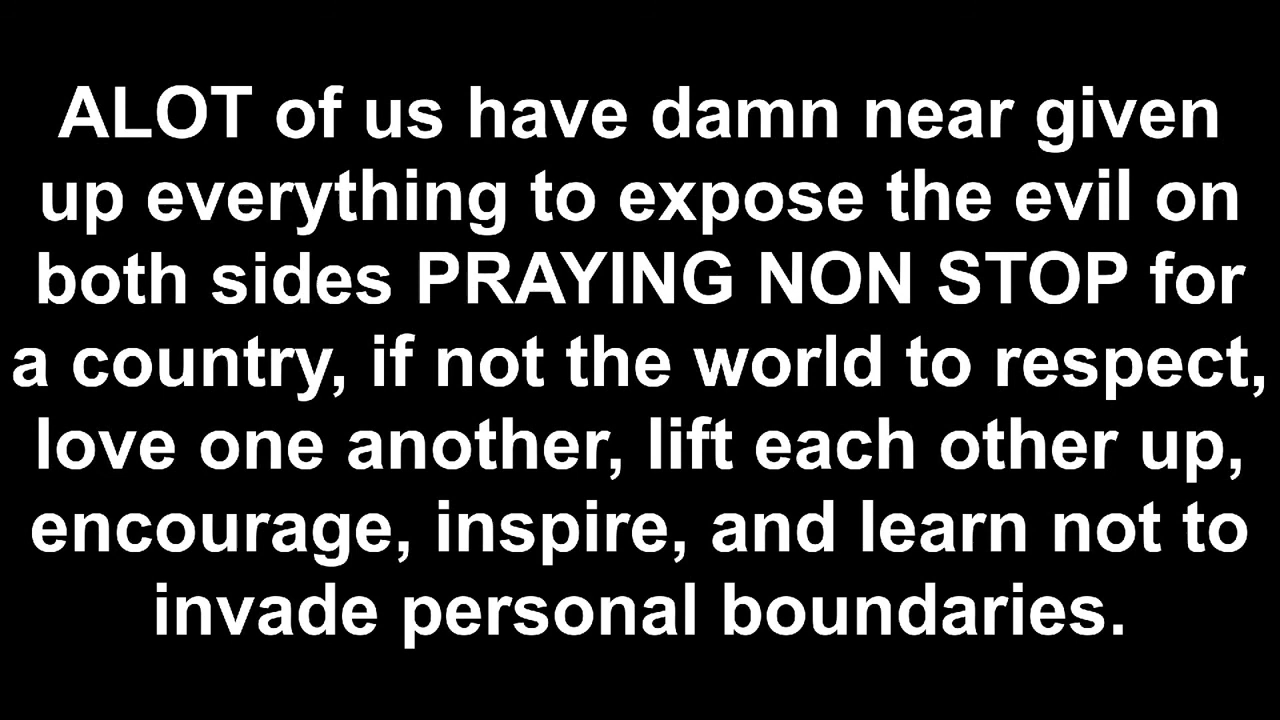 ALOT of us have damn near given
up everything to expose the evil on
both sides PRAYING NON STOP for
a country, if not the world to respect,
love one another, lift each other up,
encourage, inspire, and learn not to
invade personal boundaries.